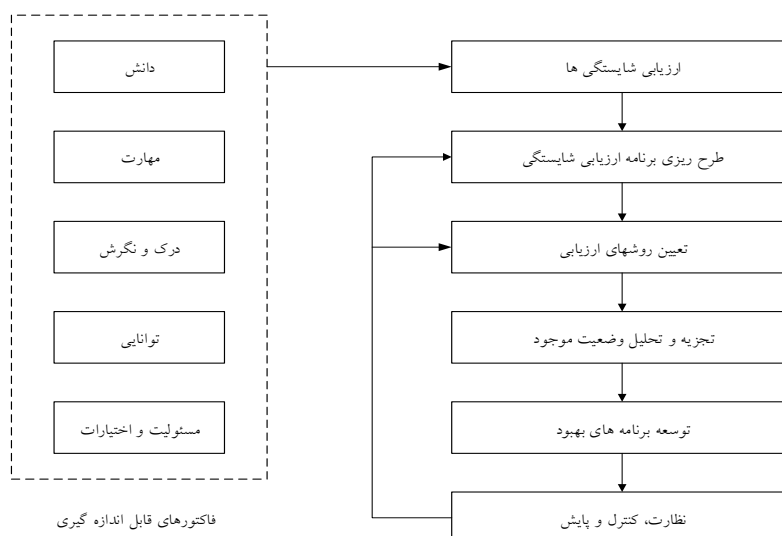 ارزیابی شایستگی ها
طرح ریزی برنامه ارزیابی شایستگی
تعیین روشهای ارزیابی
تجزیه و تحلیل وضعیت موجود
توسعه برنامه های بهبود
نظارت، کنترل و پایش
دانش
مهارت
درک و نگرش
توانایی
مسئولیت و اختیارات
فاکتورهای قابل اندازه گیری